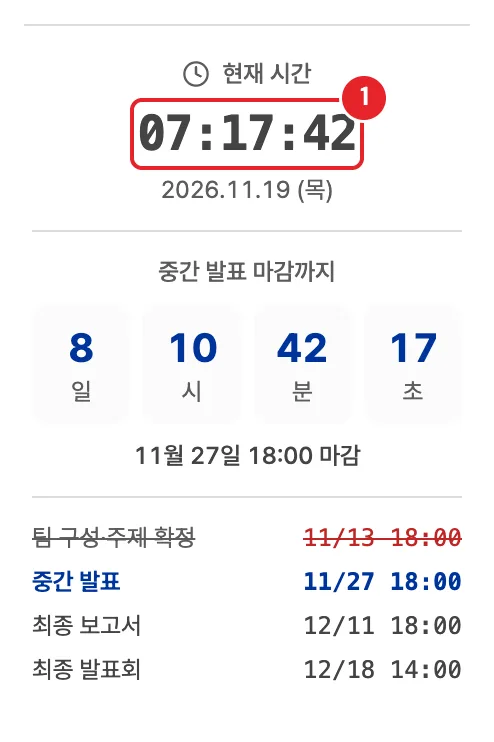 현재 시간
1
07:17:42
2026.11.19 (목)
중간 발표 마감까지
8 10 42 17
일 시 분 초
11월 27일 18:00 마감
팀 구성·주제 확정 11/13 18:00
중간 발표 11/27 18:00
최종 보고서 12/11 18:00
최종 발표회 12/18 14:00